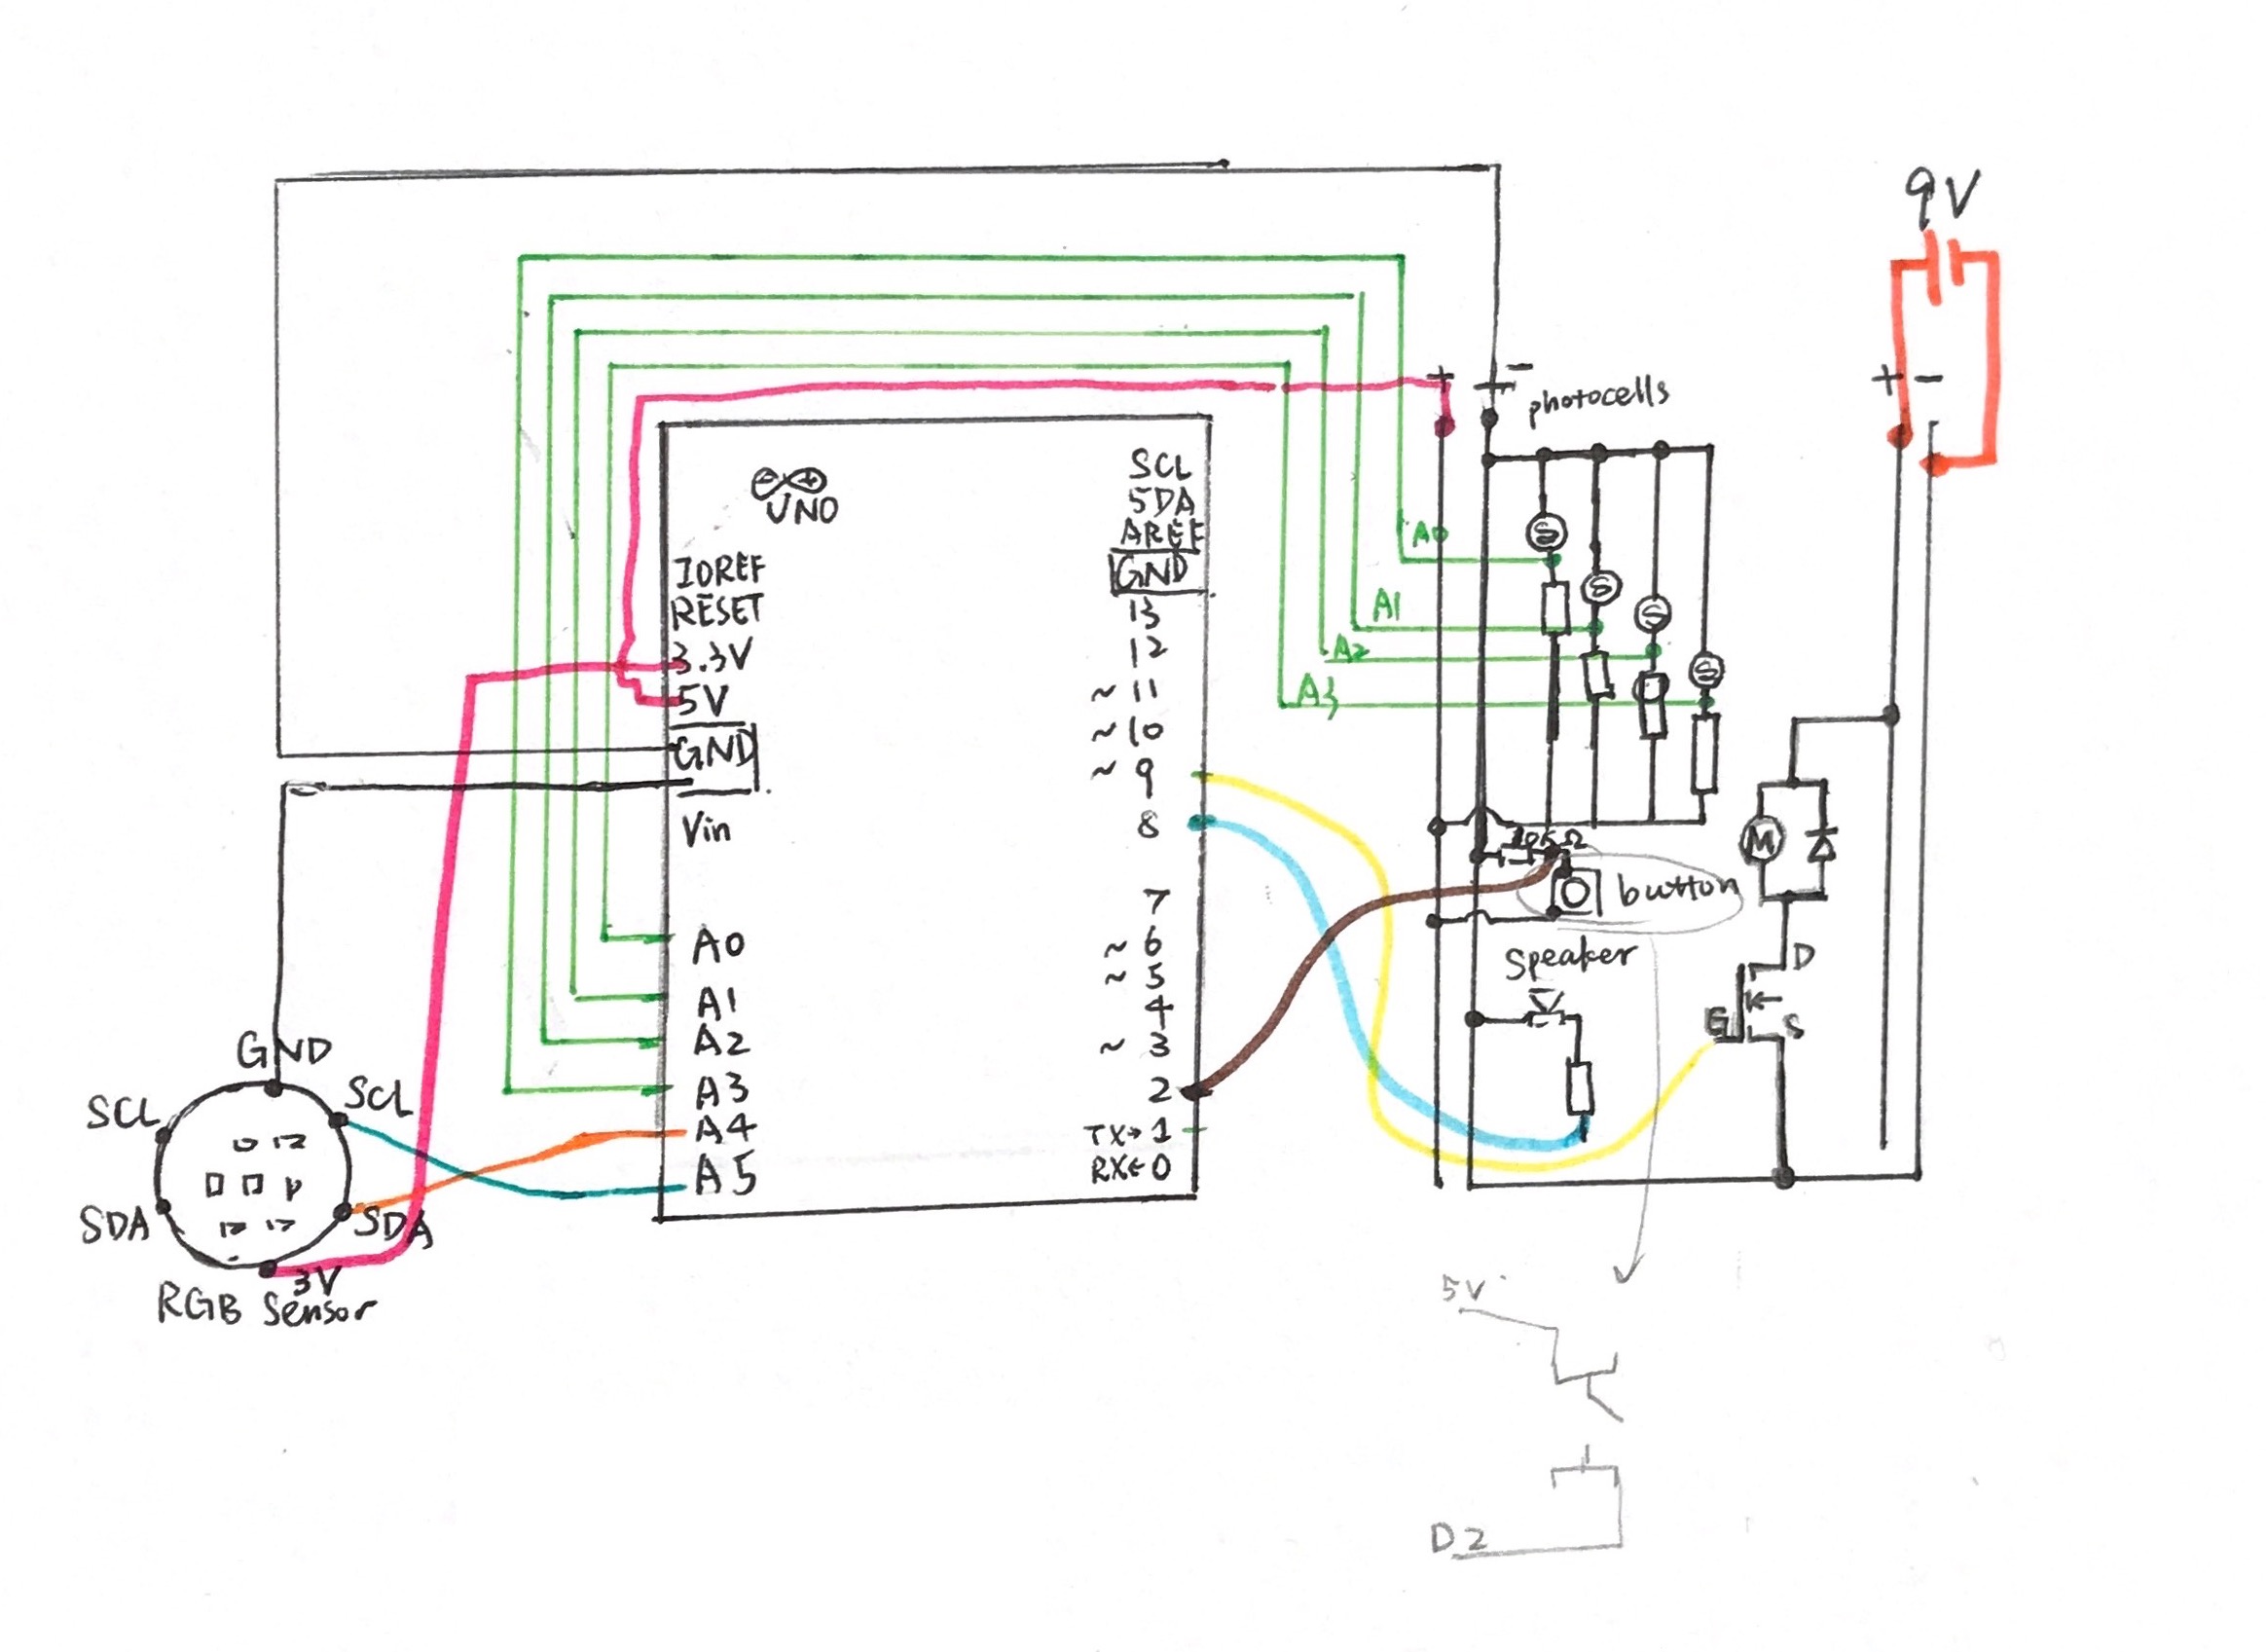 9V
+ -
+ -
photocells
UNO
SCL
SDA
AREF
GND
13
12
~ 11
~ 10
~ 9
8
7
~ 6
~ 5
4
~ 3
2
TX→ 1
RX← 0
IOREF
RESET
3.3V
5V
GND
Vin
A0
A1
A2
A3
A4
A5
A0
A1
A2
A3
S
S
S
S
10KΩ
button
speaker
M
D
G
S
GND
SCL
SCL
SDA
SDA
3V
RGB Sensor
5V
D2